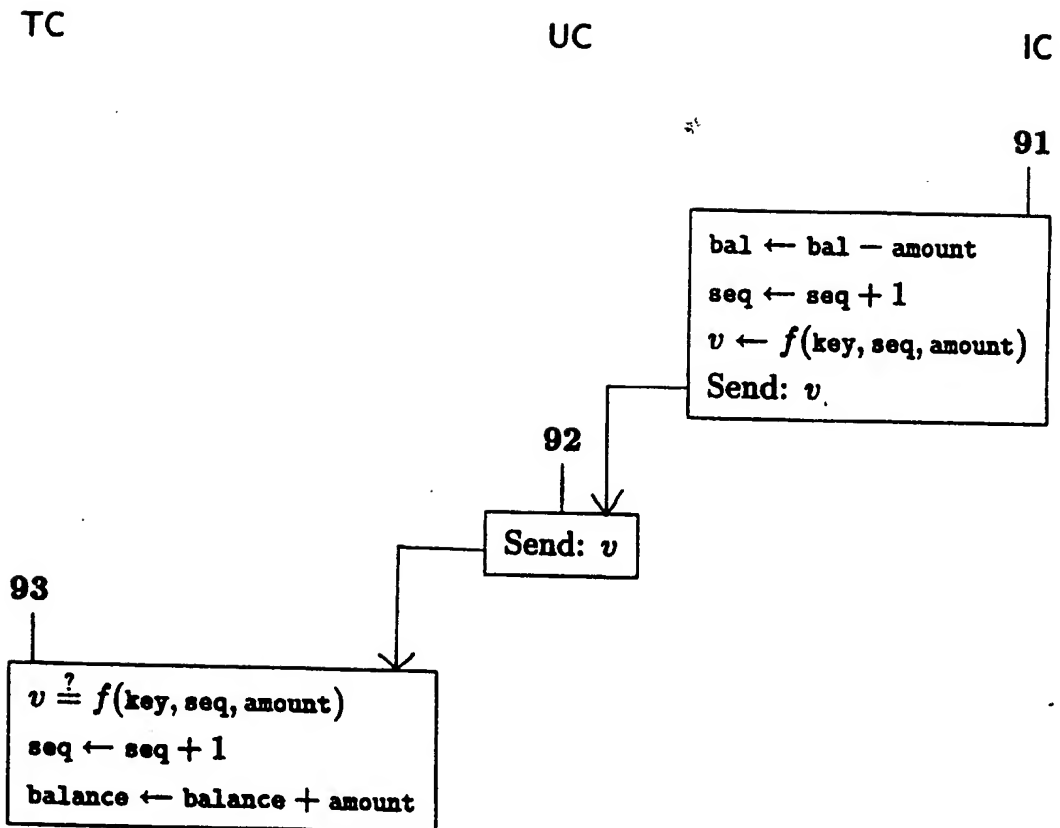 TC
UC
IC
91
bal ← bal − amount
seq ← seq + 1
v ← f(key, seq, amount)
Send: v.
92
Send: v
93
v ≟ f(key, seq, amount)
seq ← seq + 1
balance ← balance + amount